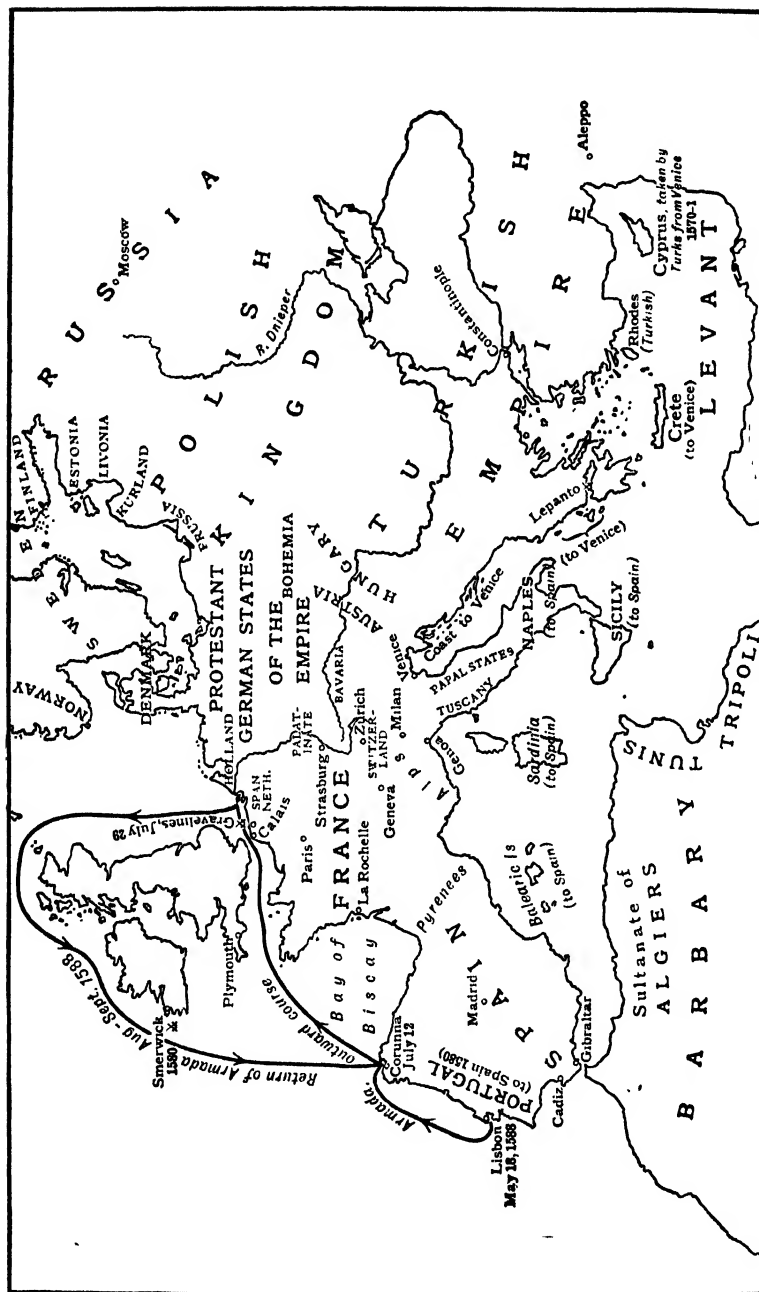 NORWAY
SWEDEN
FINLAND
ESTONIA
LIVONIA
KURLAND
PRUSSIA
DENMARK
RUSSIA
Moscow
POLISH
KINGDOM
R. Dnieper
Aug - Sept. 1588
Return of Armada
Smerwick
1580
Plymouth
Gravelines, July 29
Calais
outward course
Armada.
HOLLAND
SPAN
NETH.
PROTESTANT
GERMAN STATES
OF THE
EMPIRE
BOHEMIA
PADAT-
INATE
BAVARIA
AUSTRIA
HUNGARY
Paris
Strasburg
FRANCE
La Rochelle
Zurich
SWITZER-
LAND
Geneva
Alps
Milan
Venice
Genoa
Coast to Venice
PAPAL STATES
TUSCANY
NAPLES
(to Spain)
SICILY
(to Spain)
Sardinia
(to Spain)
Balearic Is
(to Spain)
Bay of
Biscay
Pyrenees
Corunna
July 12
Madrid
SPAIN
PORTUGAL
(to Spain 1580)
Lisbon
May 18, 1588
Cadiz
Gibraltar
TURKISH
EMPIRE
Constantinople
Lepanto
(to Venice)
Crete
(to Venice)
Rhodes
(Turkish)
Cyprus, taken by
Turks from Venice
1570-1
Aleppo
LEVANT
Sultanate of
ALGIERS
BARBARY
TUNIS
TRIPOLI